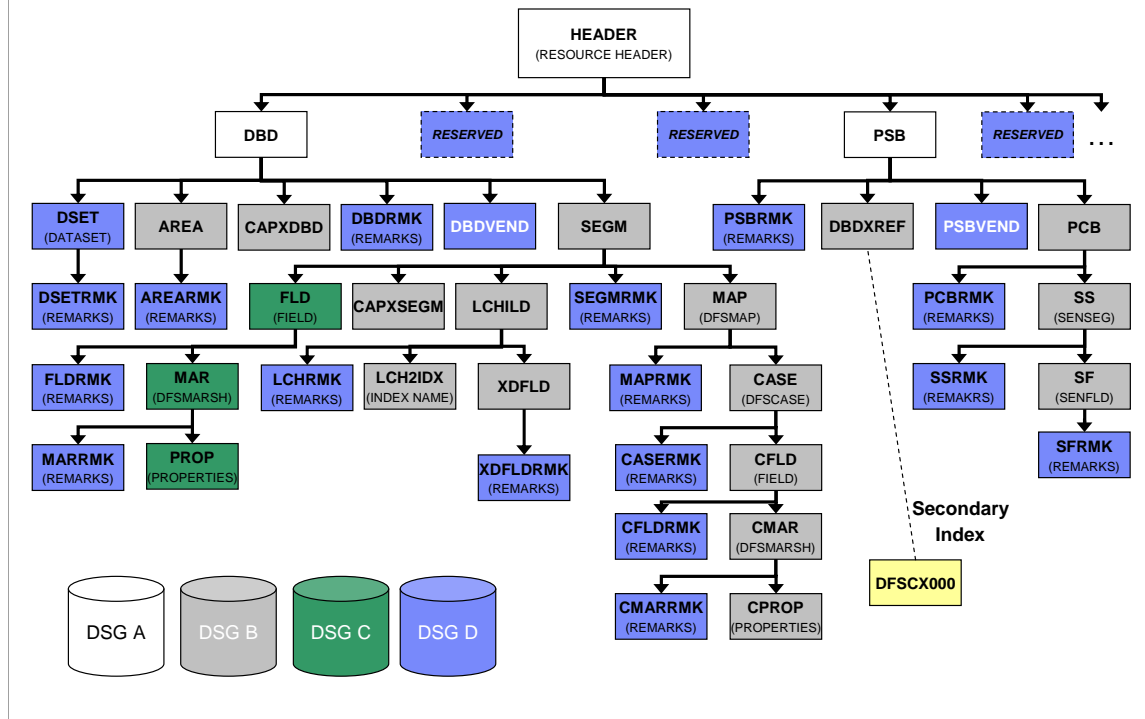 HEADER
(RESOURCE HEADER)
DBD
RESERVED
RESERVED
PSB
RESERVED
...
DSET
(DATASET)
AREA
CAPXDBD
DBDRMK
(REMARKS)
DBDVEND
SEGM
PSBRMK
(REMARKS)
DBDXREF
PSBVEND
PCB
DSETRMK
(REMARKS)
AREARMK
(REMARKS)
FLD
(FIELD)
CAPXSEGM
LCHILD
SEGMRMK
(REMARKS)
MAP
(DFSMAP)
PCBRMK
(REMARKS)
SS
(SENSEG)
FLDRMK
(REMARKS)
MAR
(DFSMARSH)
LCHRMK
(REMARKS)
LCH2IDX
(INDEX NAME)
XDFLD
MAPRMK
(REMARKS)
CASE
(DFSCASE)
SSRMK
(REMAKRS)
SF
(SENFLD)
MARRMK
(REMARKS)
PROP
(PROPERTIES)
XDFLDRMK
(REMARKS)
CASERMK
(REMARKS)
CFLD
(FIELD)
SFRMK
(REMARKS)
CFLDRMK
(REMARKS)
CMAR
(DFSMARSH)
Secondary
Index
DFSCX000
CMARRMK
(REMARKS)
CPROP
(PROPERTIES)
DSG A
DSG B
DSG C
DSG D